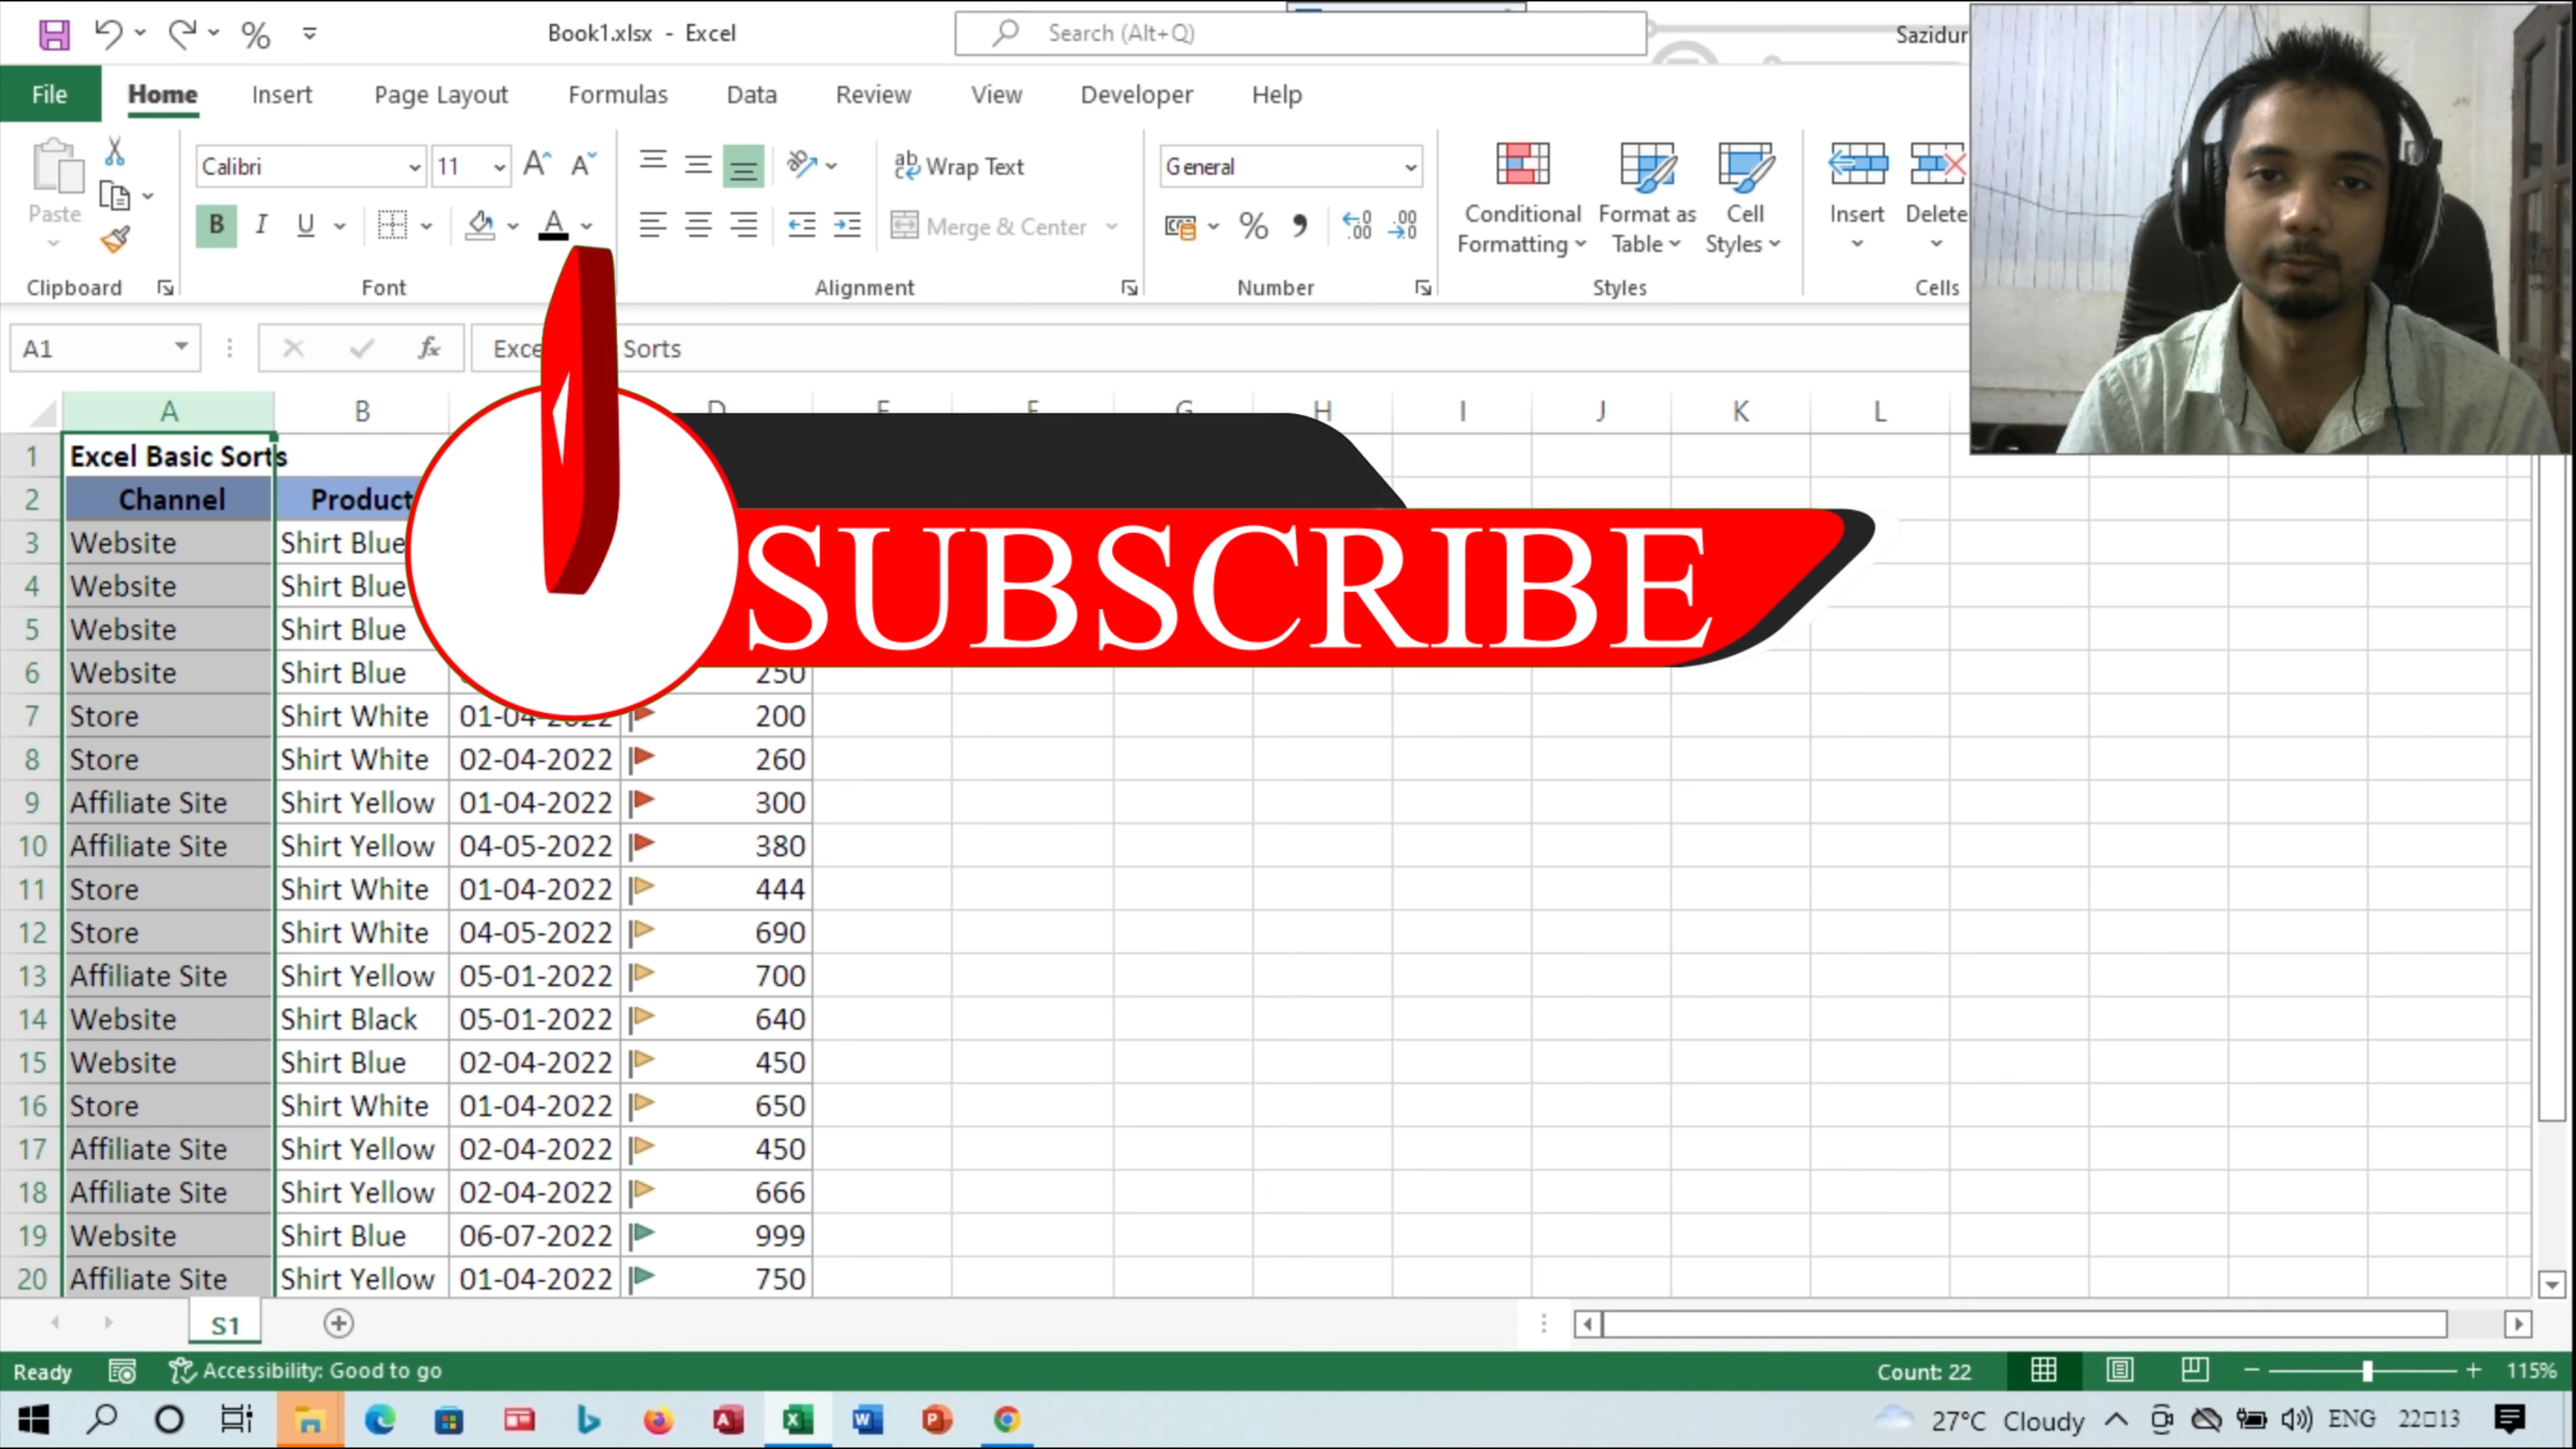 Book1.xlsx - Excel
Search (Alt+Q)
Sazidur
File Home Insert Page Layout Formulas Data Review View Developer Help
Paste
Calibri 11
Wrap Text
General
Merge & Center
Conditional Formatting
Format as Table
Cell Styles
Insert
Delete
Clipboard Font Alignment Number Styles Cells
A1
Sorts
A B H I J K L
1 Excel Basic Sorts
2 Channel Product
3 Website Shirt Blue
4 Website Shirt Blue
5 Website Shirt Blue
SUBSCRIBE
6 Website Shirt Blue 250
7 Store Shirt White 01-04-2022 200
8 Store Shirt White 02-04-2022 260
9 Affiliate Site Shirt Yellow 01-04-2022 300
10 Affiliate Site Shirt Yellow 04-05-2022 380
11 Store Shirt White 01-04-2022 444
12 Store Shirt White 04-05-2022 690
13 Affiliate Site Shirt Yellow 05-01-2022 700
14 Website Shirt Black 05-01-2022 640
15 Website Shirt Blue 02-04-2022 450
16 Store Shirt White 01-04-2022 650
17 Affiliate Site Shirt Yellow 02-04-2022 450
18 Affiliate Site Shirt Yellow 02-04-2022 666
19 Website Shirt Blue 06-07-2022 999
20 Affiliate Site Shirt Yellow 01-04-2022 750
S1
Ready Accessibility: Good to go Count: 22 115%
27°C Cloudy ENG 22□13